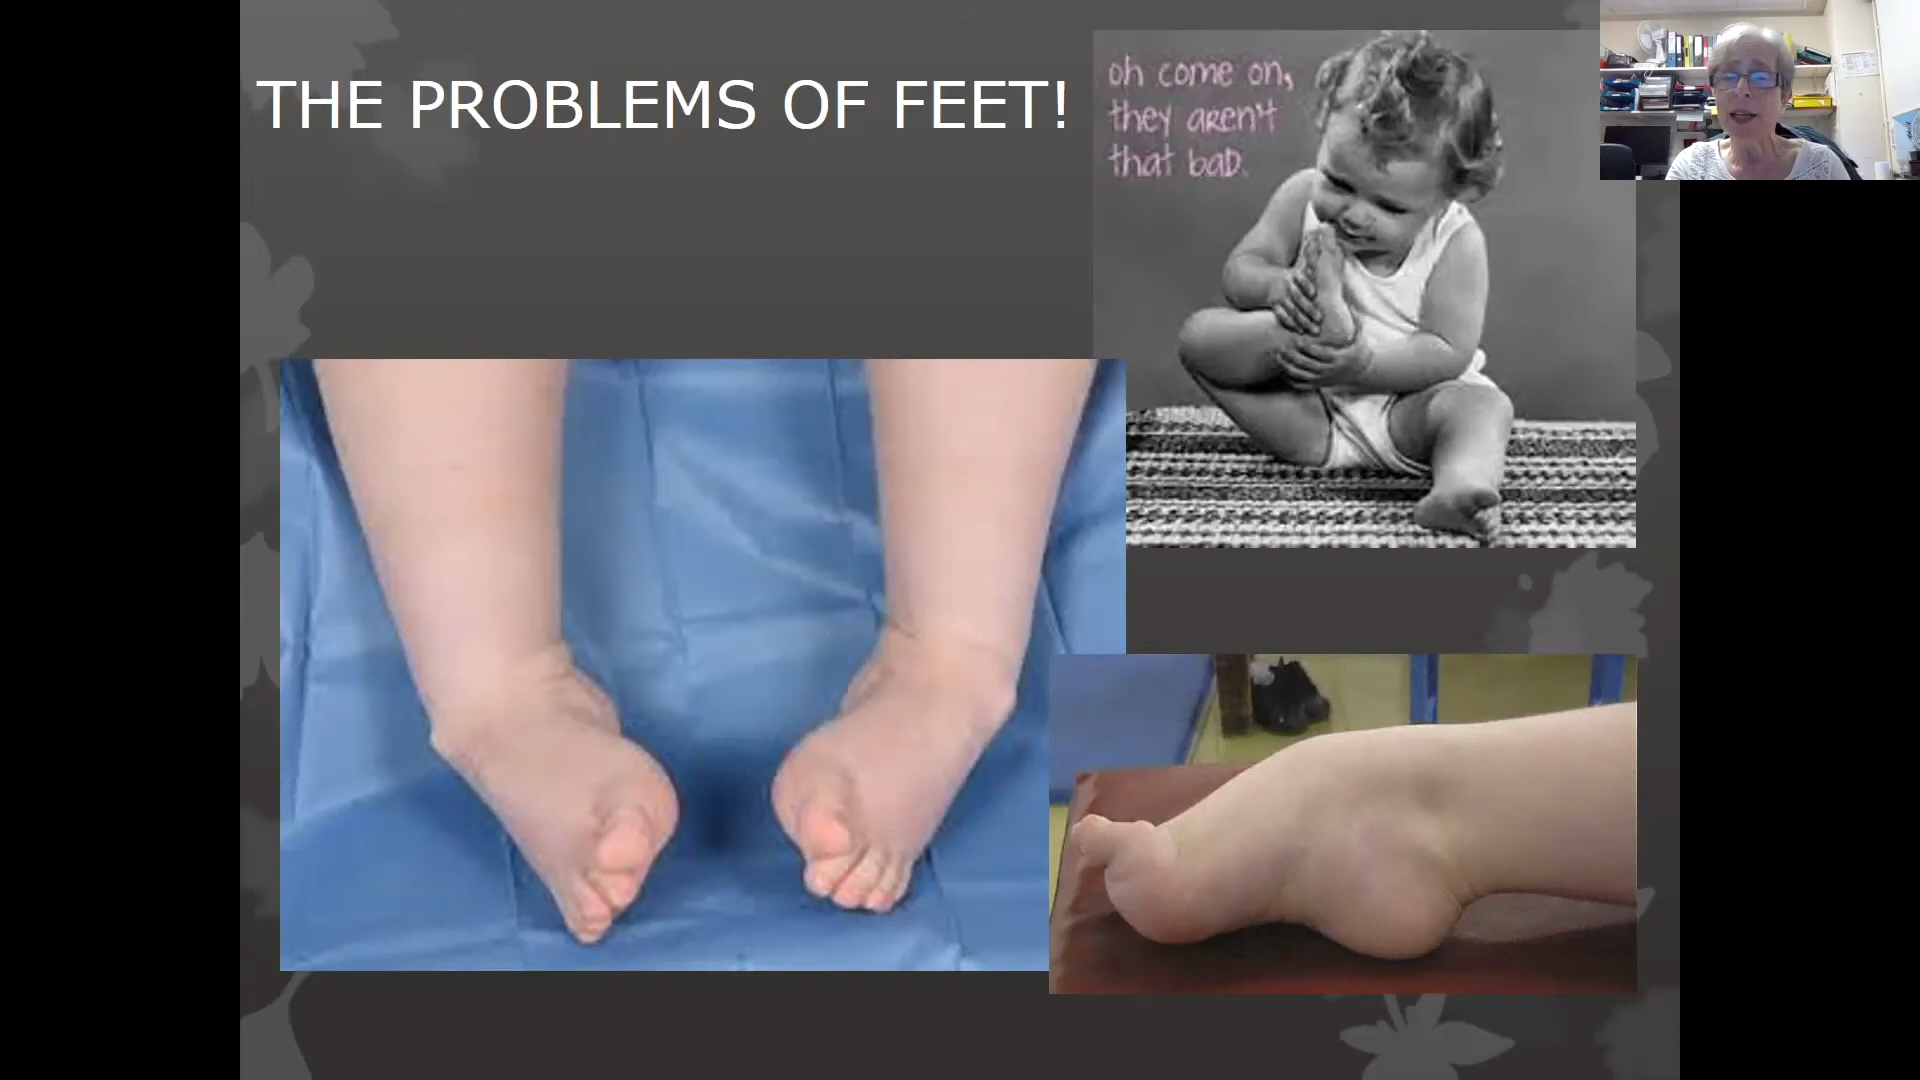 THE PROBLEMS OF FEET!
oh come on,
they aren't
that bad.